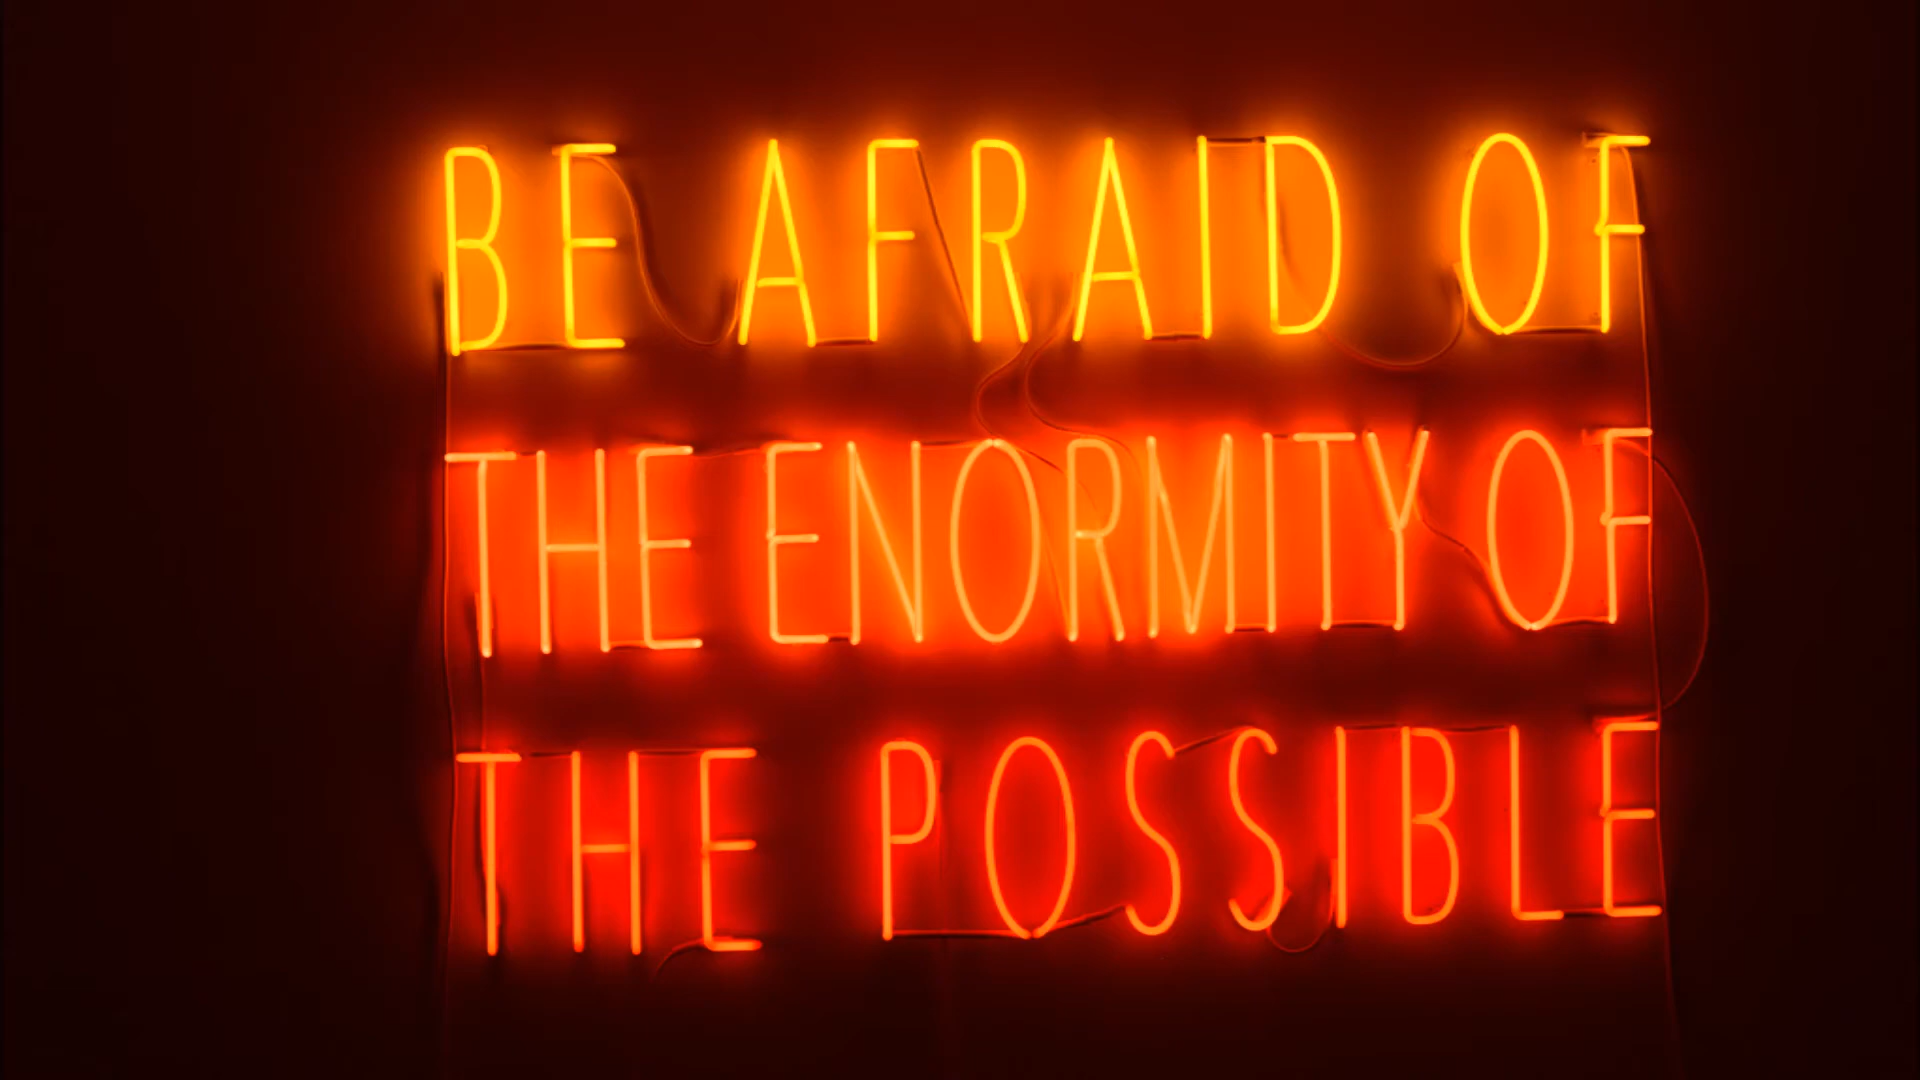 BE AFRAID OF
THE ENORMITY OF
THE POSSIBLE